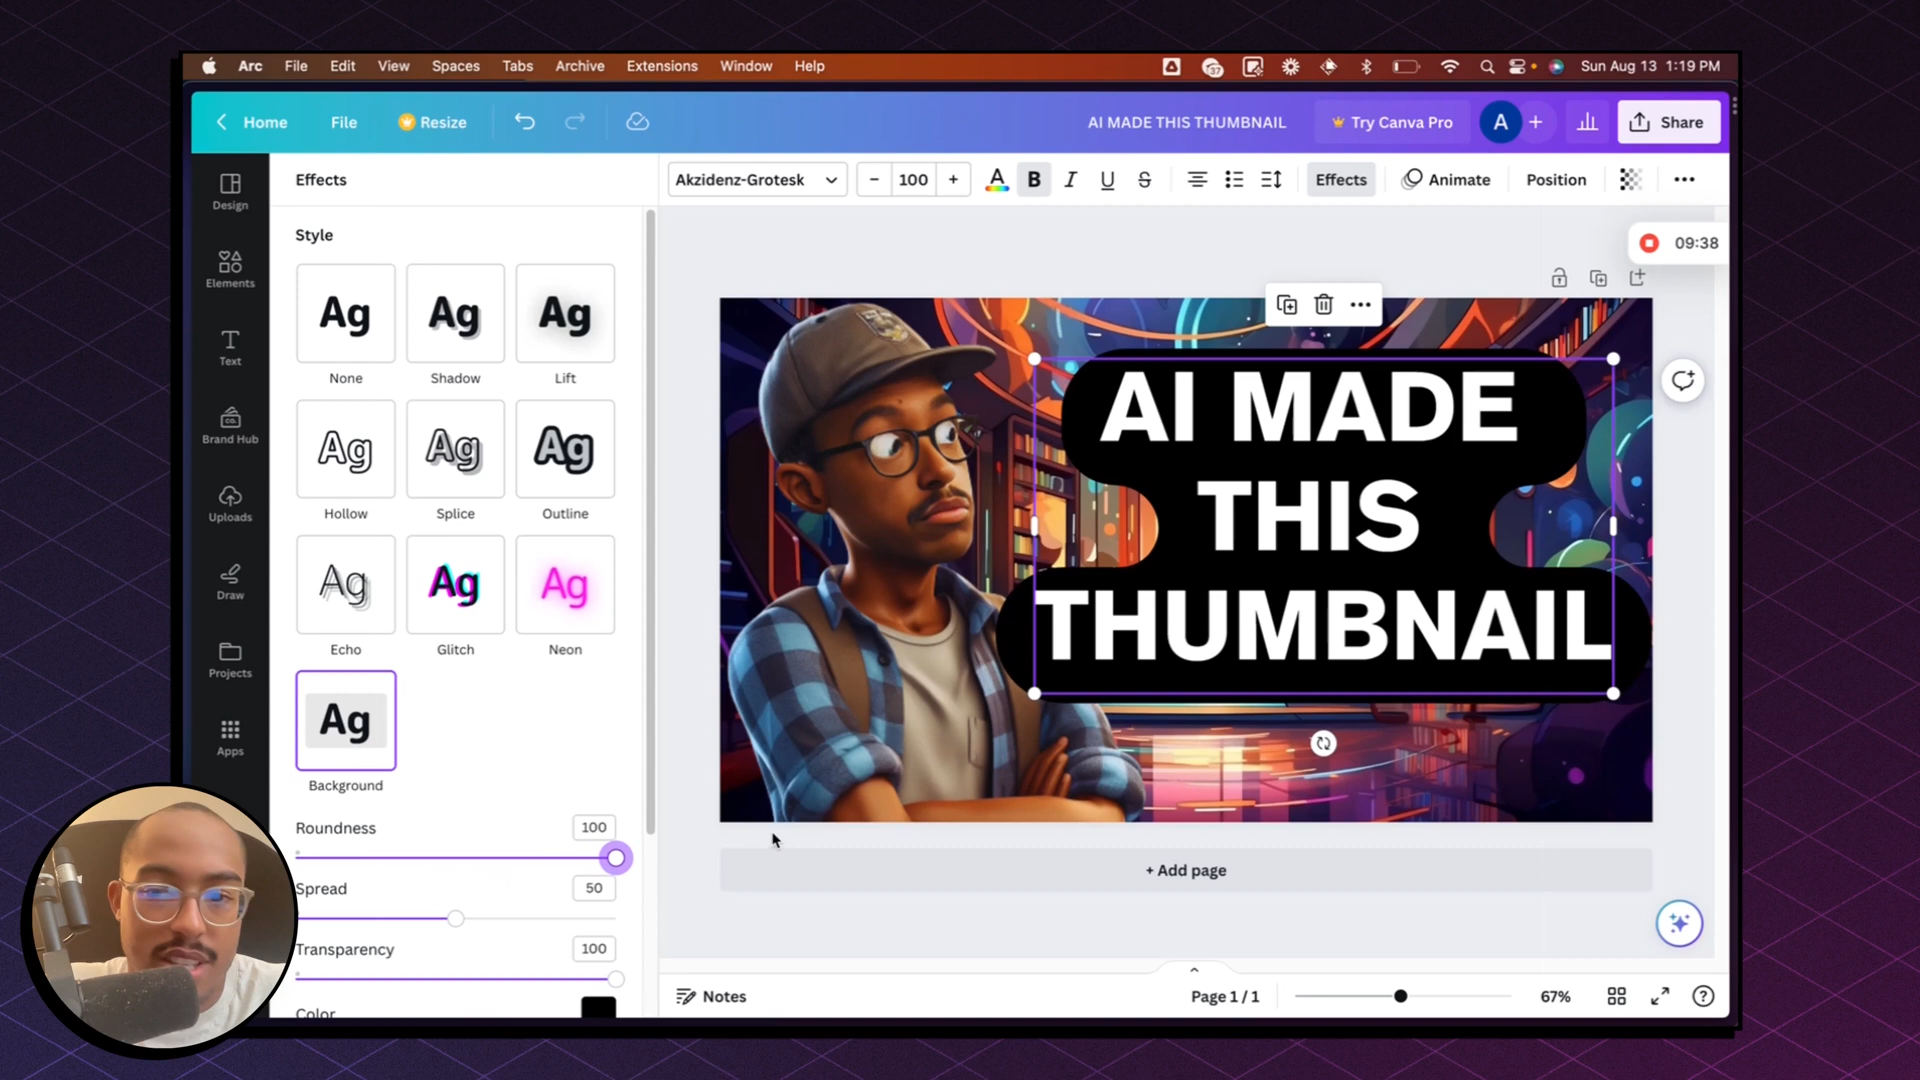 Arc File Edit View Spaces Tabs Archive Extensions Window Help
37
Sun Aug 13 1:19 PM
Home File Resize
AI MADE THIS THUMBNAIL
Try Canva Pro
A + Share
Effects
Akzidenz-Grotesk
− 100 + A B I U S
Effects Animate Position
Design
Elements
Text
Brand Hub
Uploads
Draw
Projects
Apps
Style
Ag Ag Ag
None Shadow Lift
Ag Ag Ag
Hollow Splice Outline
Ag Ag Ag
Echo Glitch Neon
Ag
Background
Roundness 100
Spread 50
Transparency 100
Color
09:38
AI MADE
THIS
THUMBNAIL
+ Add page
Notes
Page 1 / 1
67%
?